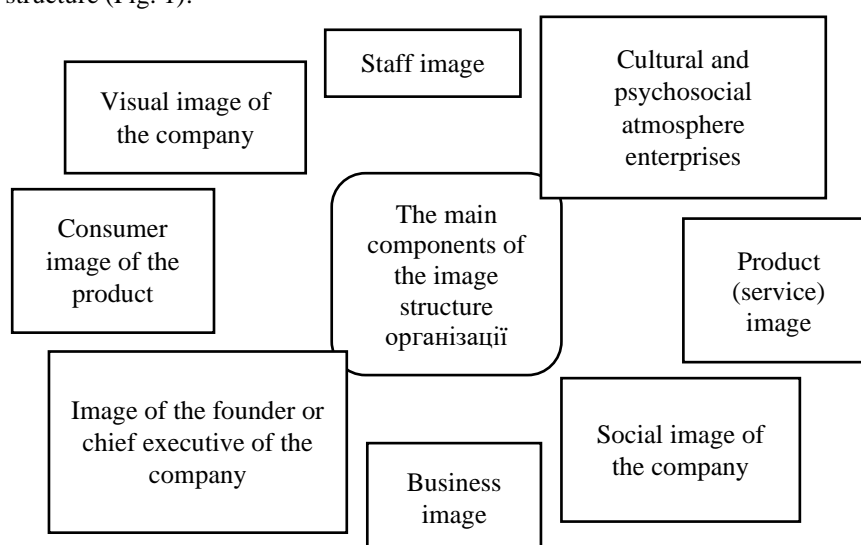 structure (Fig. 1).
Staff image
Cultural and
psychosocial
atmosphere
enterprises
Visual image of
the company
Consumer
image of the
product
The main
components of
the image
structure
організації
Product
(service)
image
Image of the founder or
chief executive of the
company
Social image of
the company
Business
image